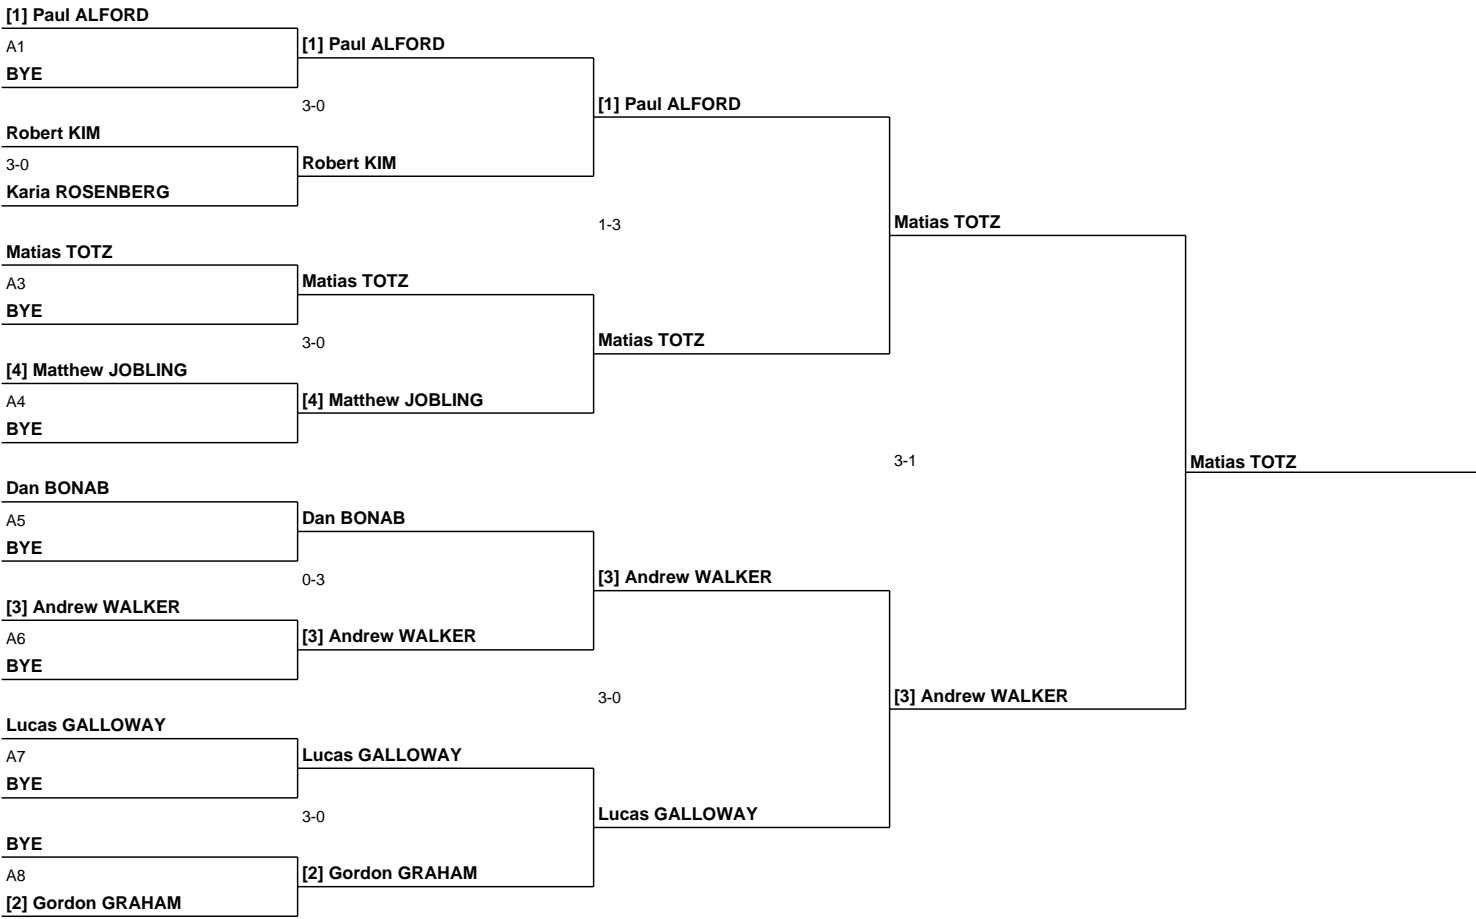 [1] Paul ALFORD
A1
BYE
[1] Paul ALFORD
3-0
Robert KIM
3-0
Karia ROSENBERG
Robert KIM
[1] Paul ALFORD
1-3
Matias TOTZ
A3
BYE
Matias TOTZ
3-0
[4] Matthew JOBLING
A4
BYE
[4] Matthew JOBLING
Matias TOTZ
Matias TOTZ
3-1
Matias TOTZ
Dan BONAB
A5
BYE
Dan BONAB
0-3
[3] Andrew WALKER
A6
BYE
[3] Andrew WALKER
[3] Andrew WALKER
3-0
[3] Andrew WALKER
Lucas GALLOWAY
A7
BYE
Lucas GALLOWAY
3-0
BYE
A8
[2] Gordon GRAHAM
[2] Gordon GRAHAM
Lucas GALLOWAY